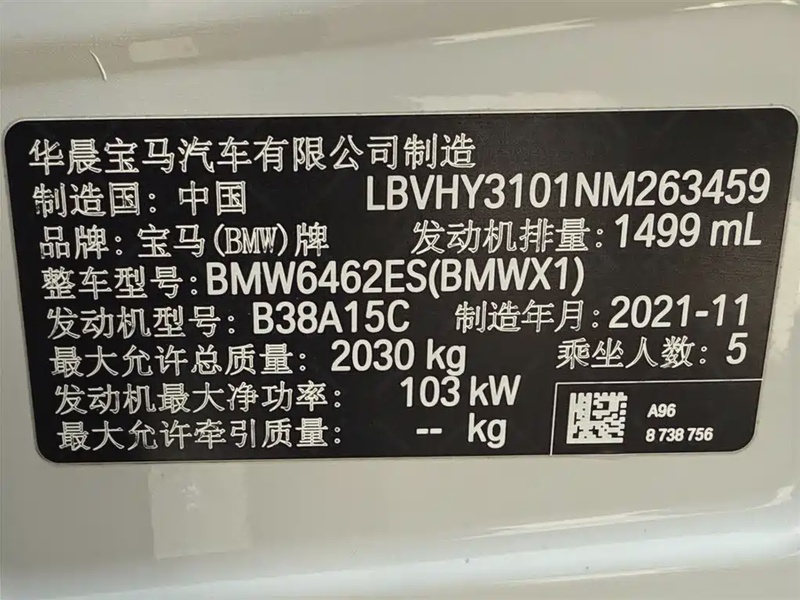 华晨宝马汽车有限公司制造
制造国：中国 LBVHY3101NM263459
品牌：宝马(BMW)牌 发动机排量：1499 mL
整车型号：BMW6462ES(BMWX1)
发动机型号：B38A15C 制造年月：2021-11
最大允许总质量：2030 kg 乘坐人数：5
发动机最大净功率：103 kW
最大允许牵引质量：-- kg
A96
8 738 756